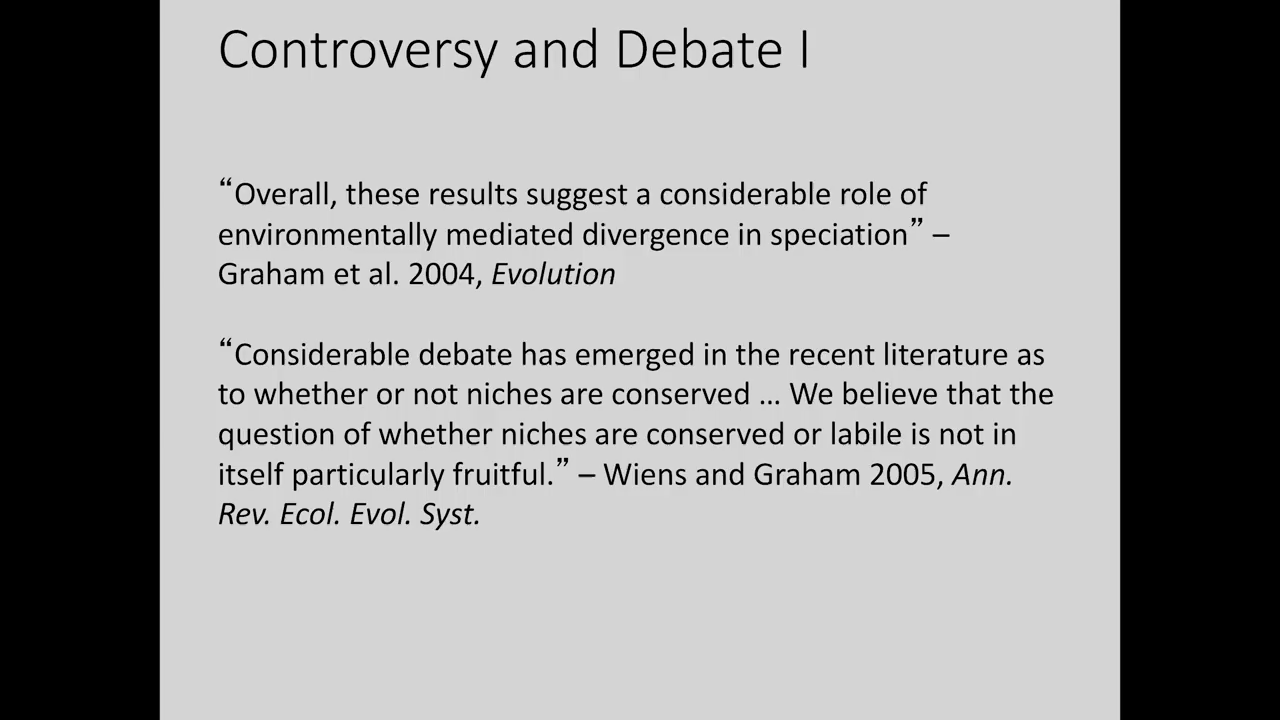 Controversy and Debate I
“Overall, these results suggest a considerable role of
environmentally mediated divergence in speciation” –
Graham et al. 2004, Evolution
“Considerable debate has emerged in the recent literature as
to whether or not niches are conserved ... We believe that the
question of whether niches are conserved or labile is not in
itself particularly fruitful.” – Wiens and Graham 2005, Ann.
Rev. Ecol. Evol. Syst.